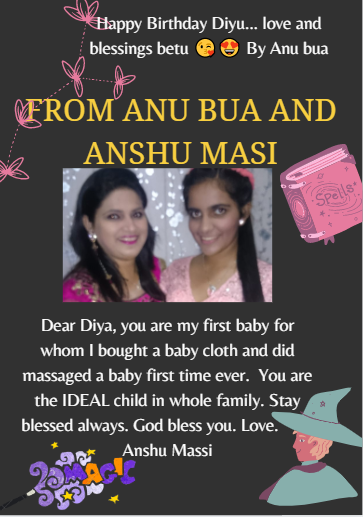 Happy Birthday Diyu... love and
blessings betu 😘😍 By Anu bua
FROM ANU BUA AND
ANSHU MASI
Spells
Dear Diya, you are my first baby for
whom I bought a baby cloth and did
massaged a baby first time ever. You are
the IDEAL child in whole family. Stay
blessed always. God bless you. Love.
Anshu Massi
MAGIC